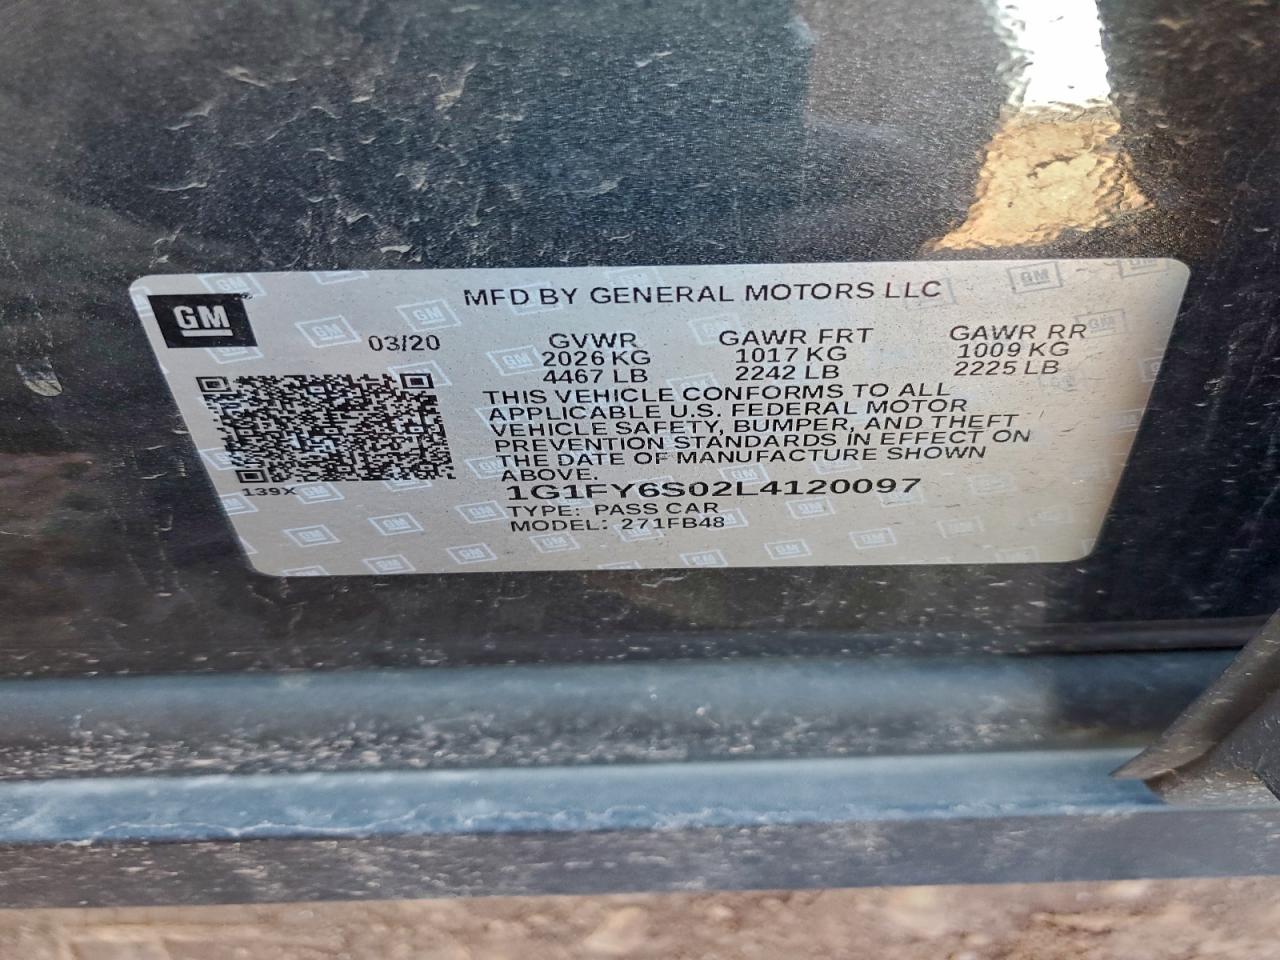 GM
MFD BY GENERAL MOTORS LLC
03/20
GVWR GAWR FRT GAWR RR
2026 KG 1017 KG 1009 KG
4467 LB 2242 LB 2225 LB
THIS VEHICLE CONFORMS TO ALL
APPLICABLE U.S. FEDERAL MOTOR
VEHICLE SAFETY, BUMPER, AND THEFT
PREVENTION STANDARDS IN EFFECT ON
THE DATE OF MANUFACTURE SHOWN
ABOVE.
139X
1G1FY6S02L4120097
TYPE: PASS CAR
MODEL: 271FB48